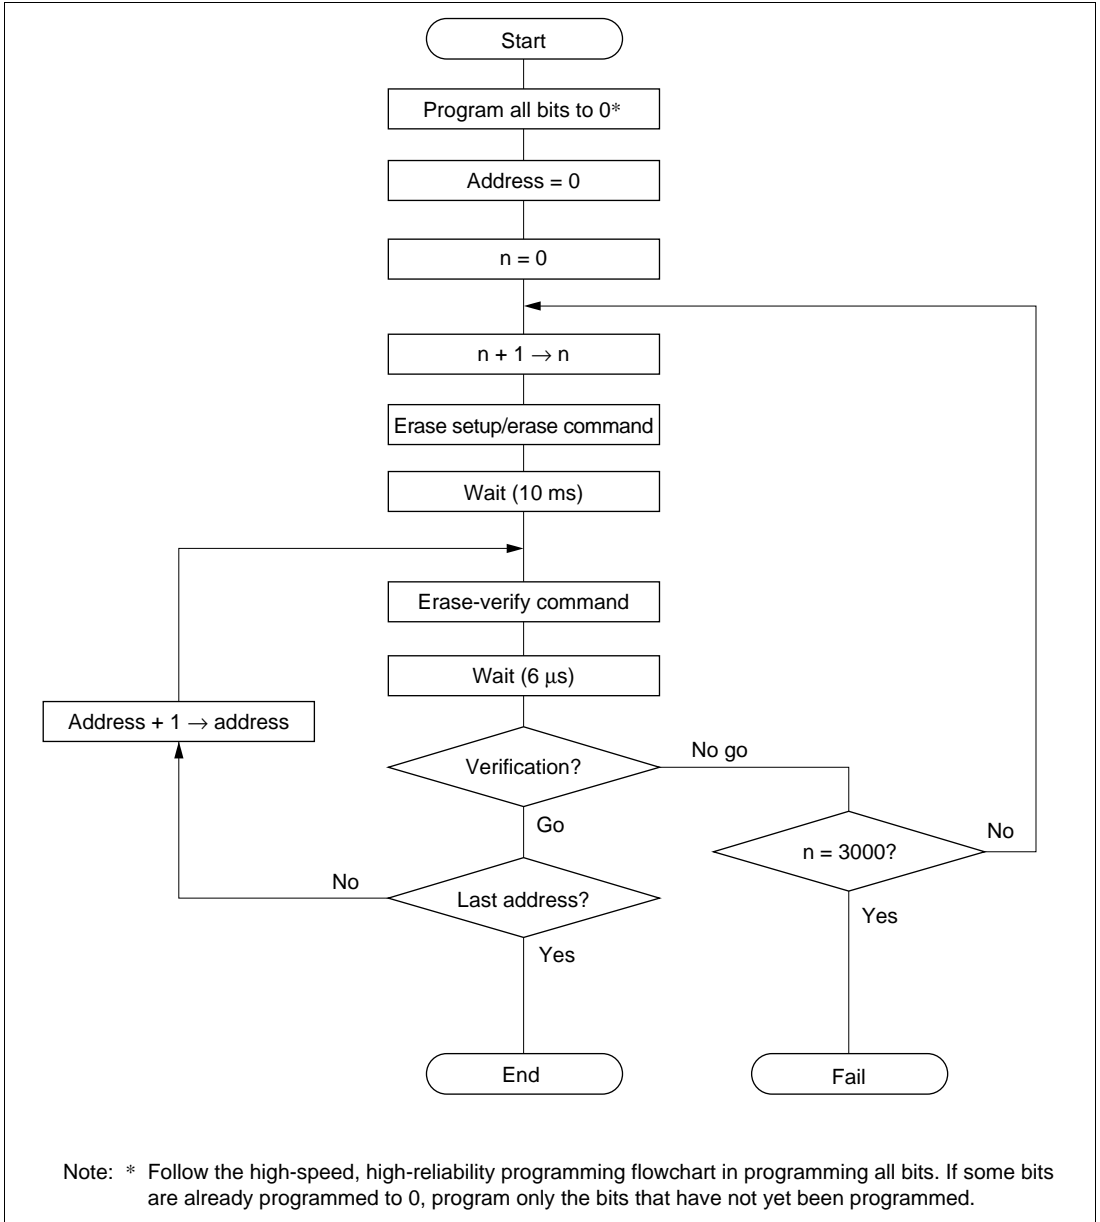 Start
Program all bits to 0*
Address = 0
n = 0
n + 1 → n
Erase setup/erase command
Wait (10 ms)
Erase-verify command
Wait (6 μs)
Address + 1 → address
Verification?
No go
Go
n = 3000?
No
Last address?
No
Yes
Yes
End
Fail
Note: * Follow the high-speed, high-reliability programming flowchart in programming all bits. If some bits
are already programmed to 0, program only the bits that have not yet been programmed.